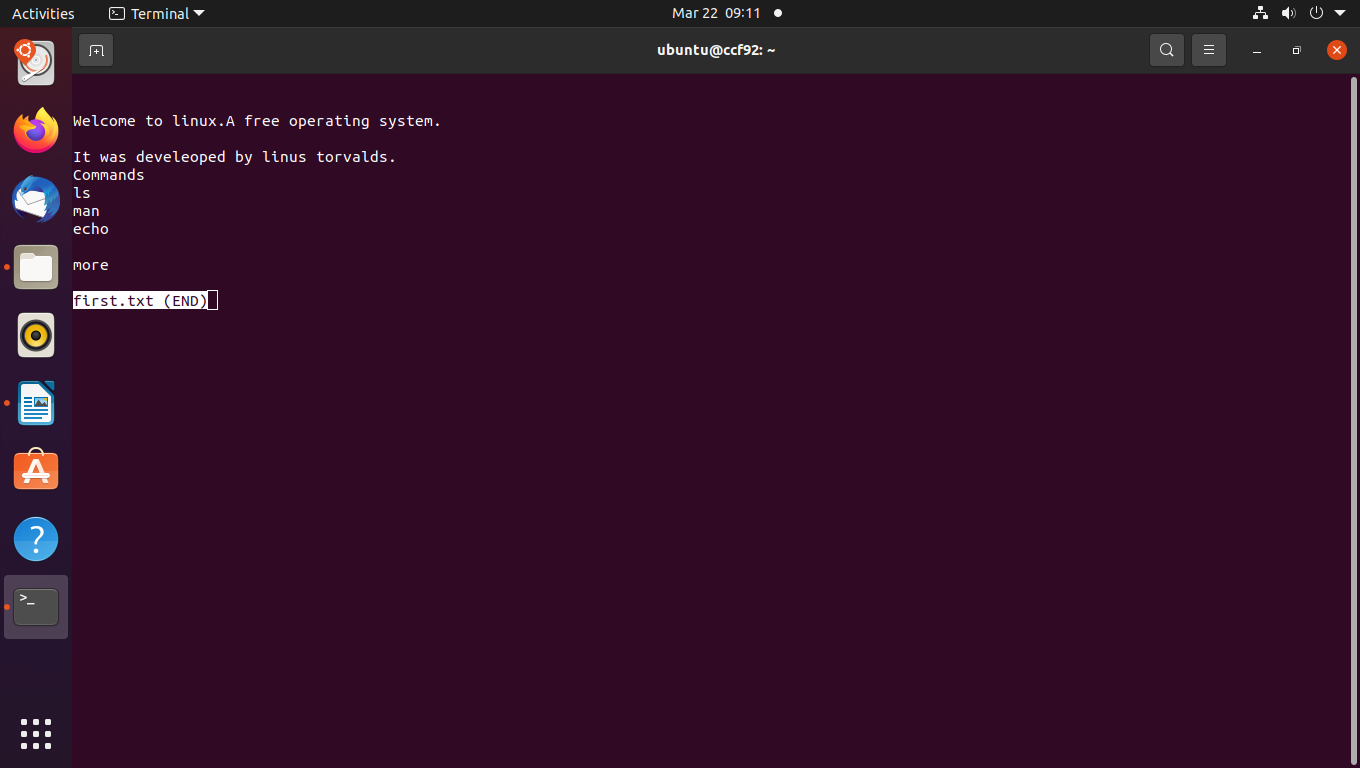 Activities
Terminal
Mar 22 09:11
ubuntu@ccf92: ~
Welcome to linux.A free operating system.
It was develeoped by linus torvalds.
Commands
ls
man
echo
more
first.txt (END)